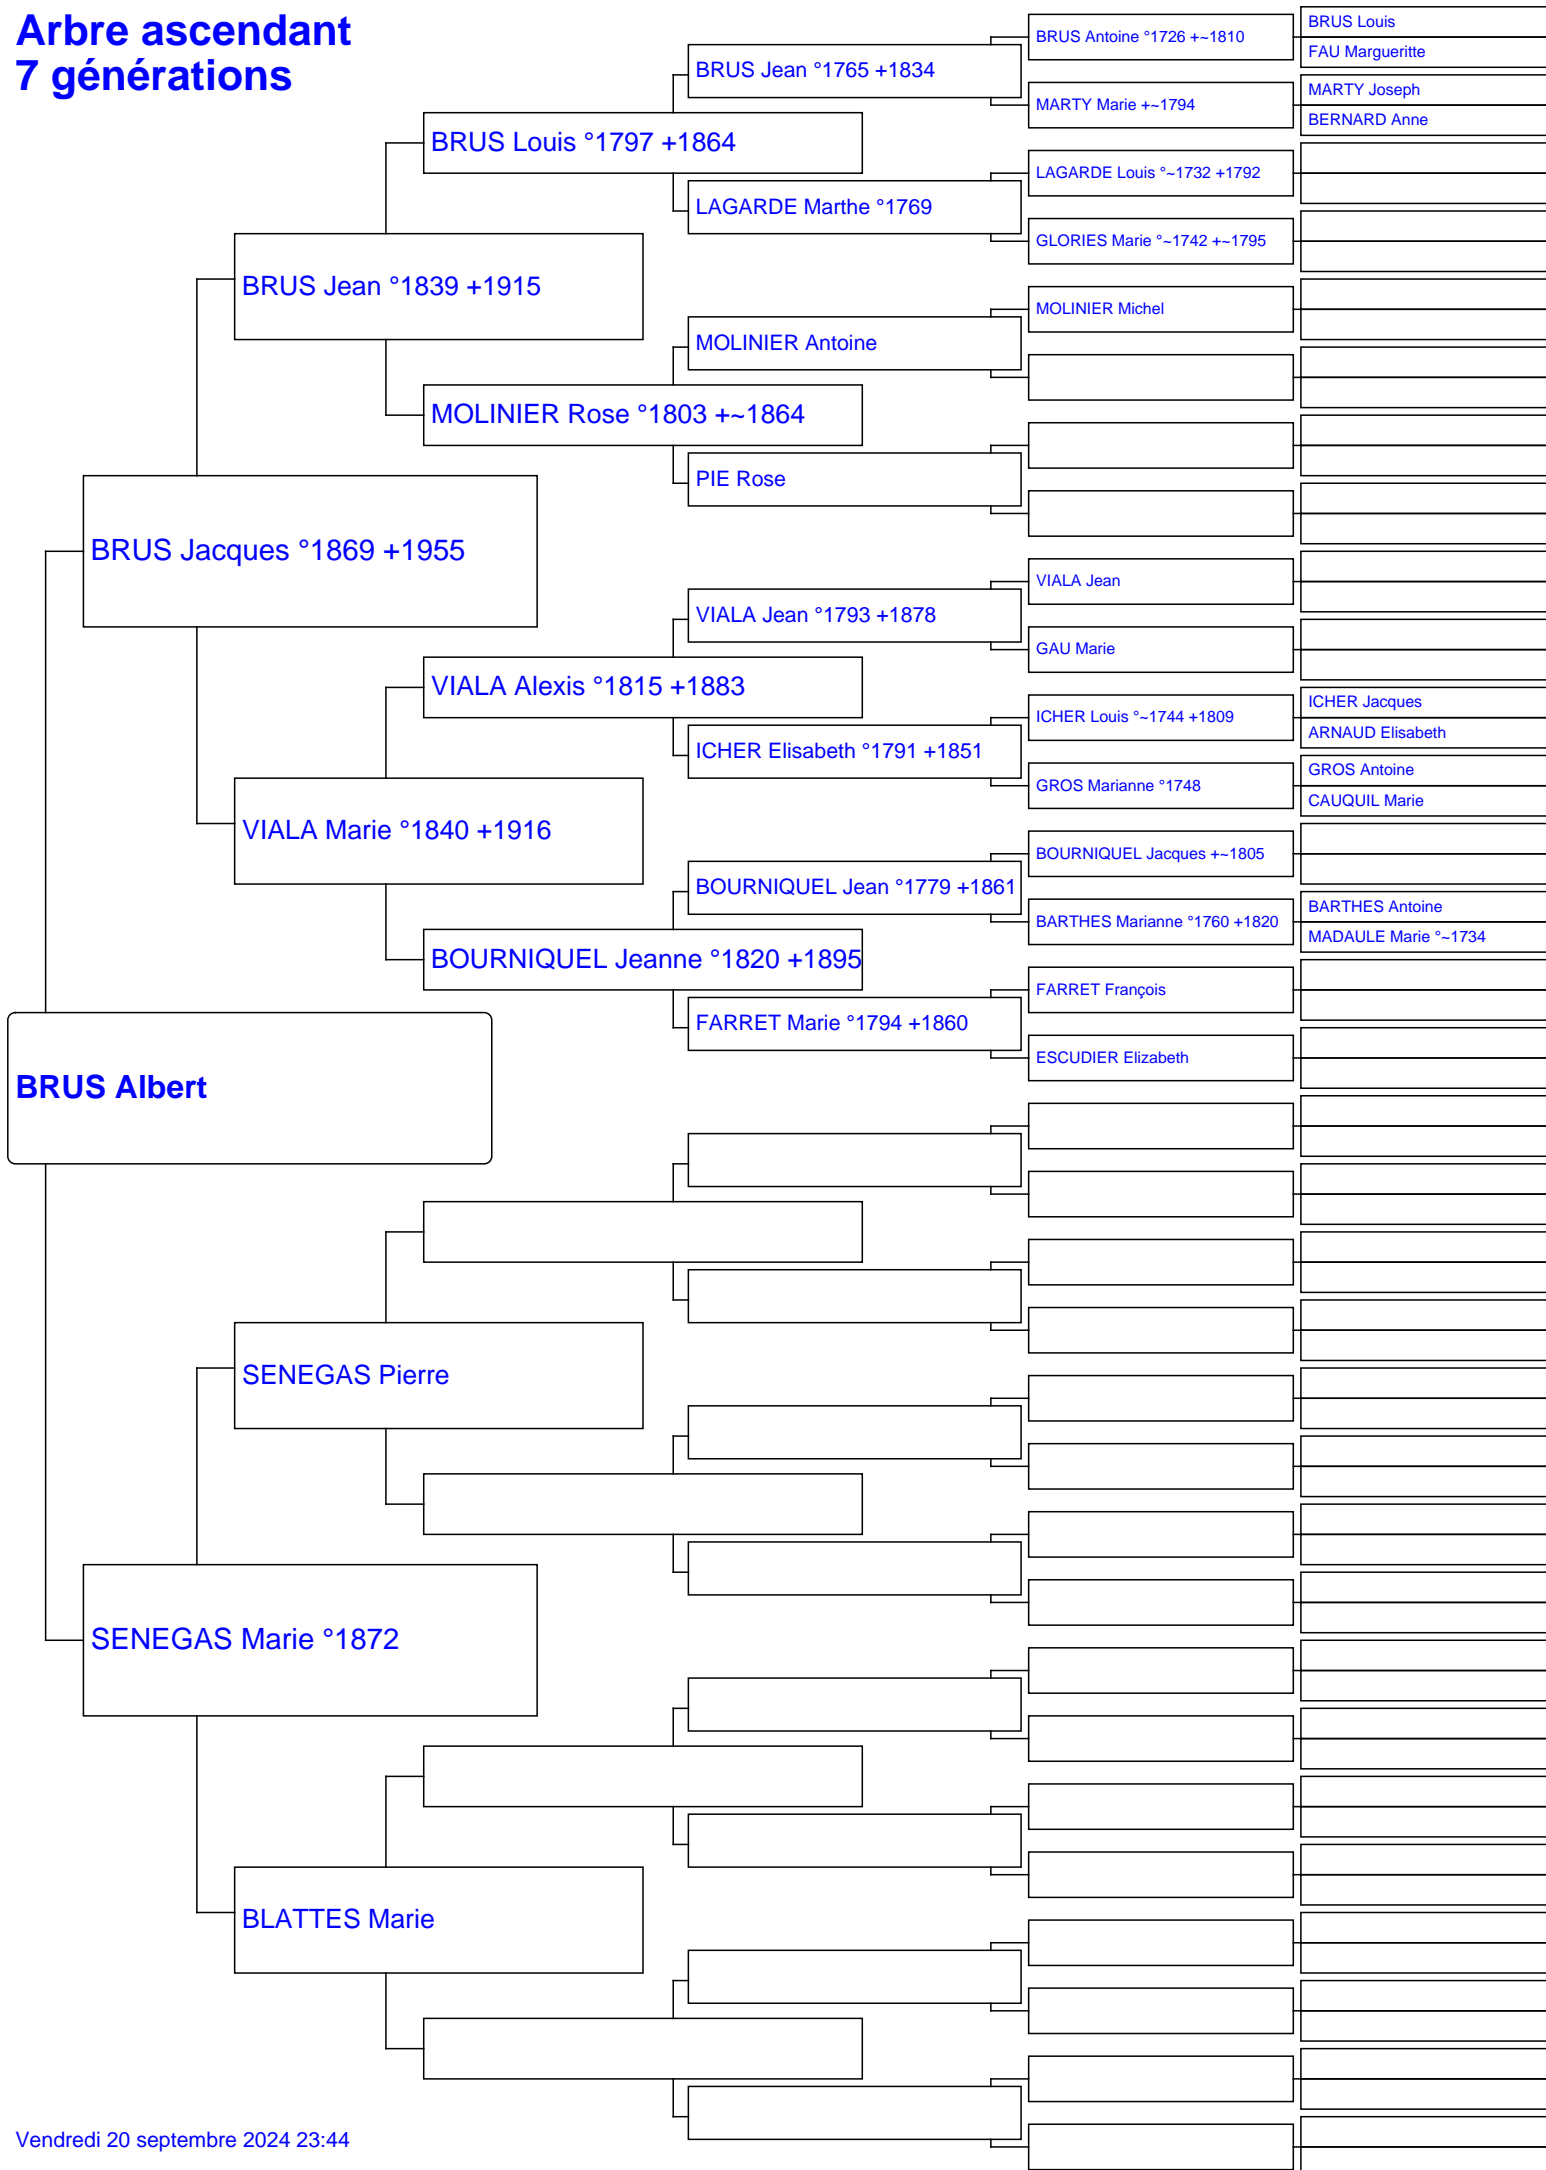 Arbre ascendant
7 générations
BRUS Albert
BRUS Jacques °1869 +1955
SENEGAS Marie °1872
BRUS Jean °1839 +1915
VIALA Marie °1840 +1916
SENEGAS Pierre
BLATTES Marie
BRUS Louis °1797 +1864
MOLINIER Rose °1803 +~1864
VIALA Alexis °1815 +1883
BOURNIQUEL Jeanne °1820 +1895
BRUS Jean °1765 +1834
LAGARDE Marthe °1769
MOLINIER Antoine
PIE Rose
VIALA Jean °1793 +1878
ICHER Elisabeth °1791 +1851
BOURNIQUEL Jean °1779 +1861
FARRET Marie °1794 +1860
BRUS Antoine °1726 +~1810
MARTY Marie +~1794
LAGARDE Louis °~1732 +1792
GLORIES Marie °~1742 +~1795
MOLINIER Michel
VIALA Jean
GAU Marie
ICHER Louis °~1744 +1809
GROS Marianne °1748
BOURNIQUEL Jacques +~1805
BARTHES Marianne °1760 +1820
FARRET François
ESCUDIER Elizabeth
BRUS Louis
FAU Margueritte
MARTY Joseph
BERNARD Anne
ICHER Jacques
ARNAUD Elisabeth
GROS Antoine
CAUQUIL Marie
BARTHES Antoine
MADAULE Marie °~1734
Vendredi 20 septembre 2024 23:44